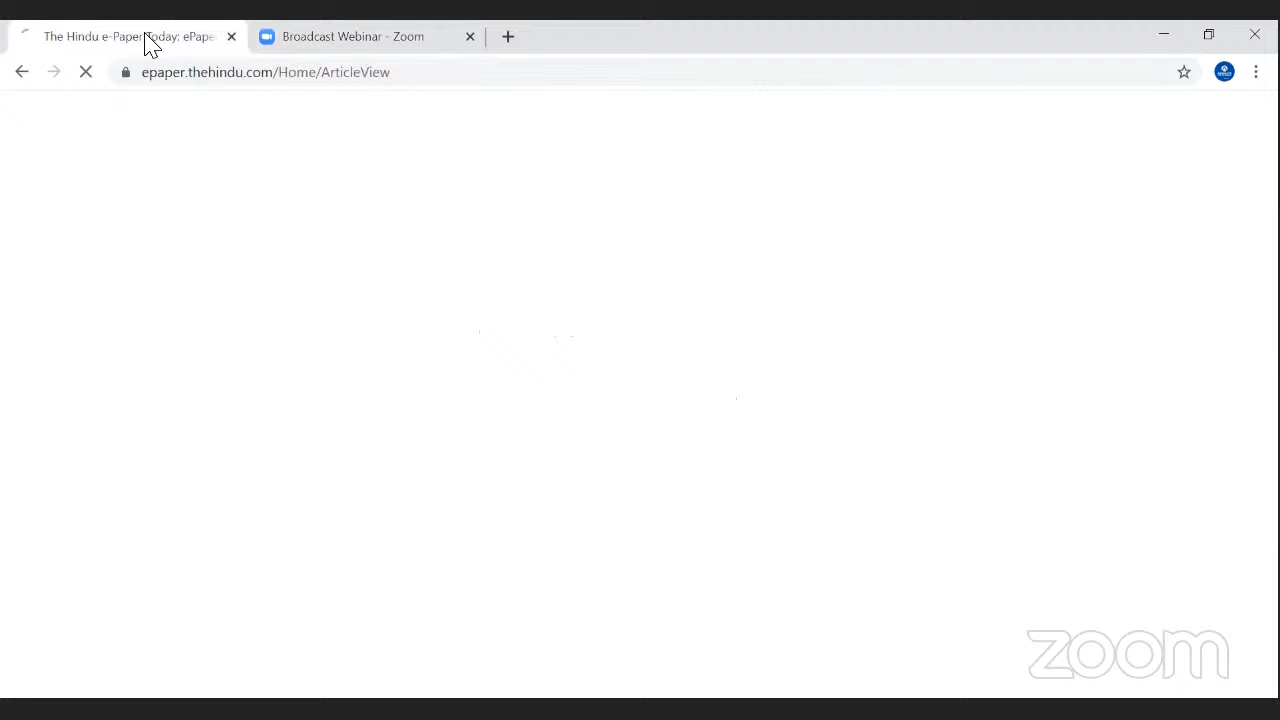 The Hindu e-Paper Today: ePape
Broadcast Webinar - Zoom
epaper.thehindu.com/Home/ArticleView
zoom